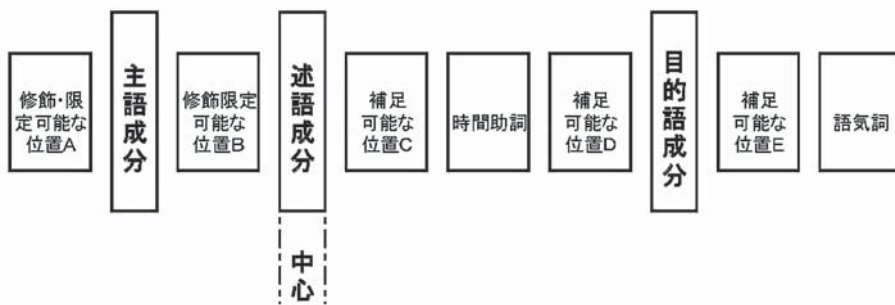 修飾・限
定可能な
位置A
主語成分
修飾限定
可能な
位置B
述語成分
補足
可能な
位置C
時間助詞
補足
可能な
位置D
目的語成分
補足
可能な
位置E
語気詞
中心